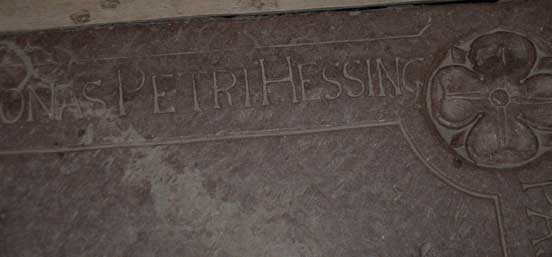 ONAS PETRI HESSING